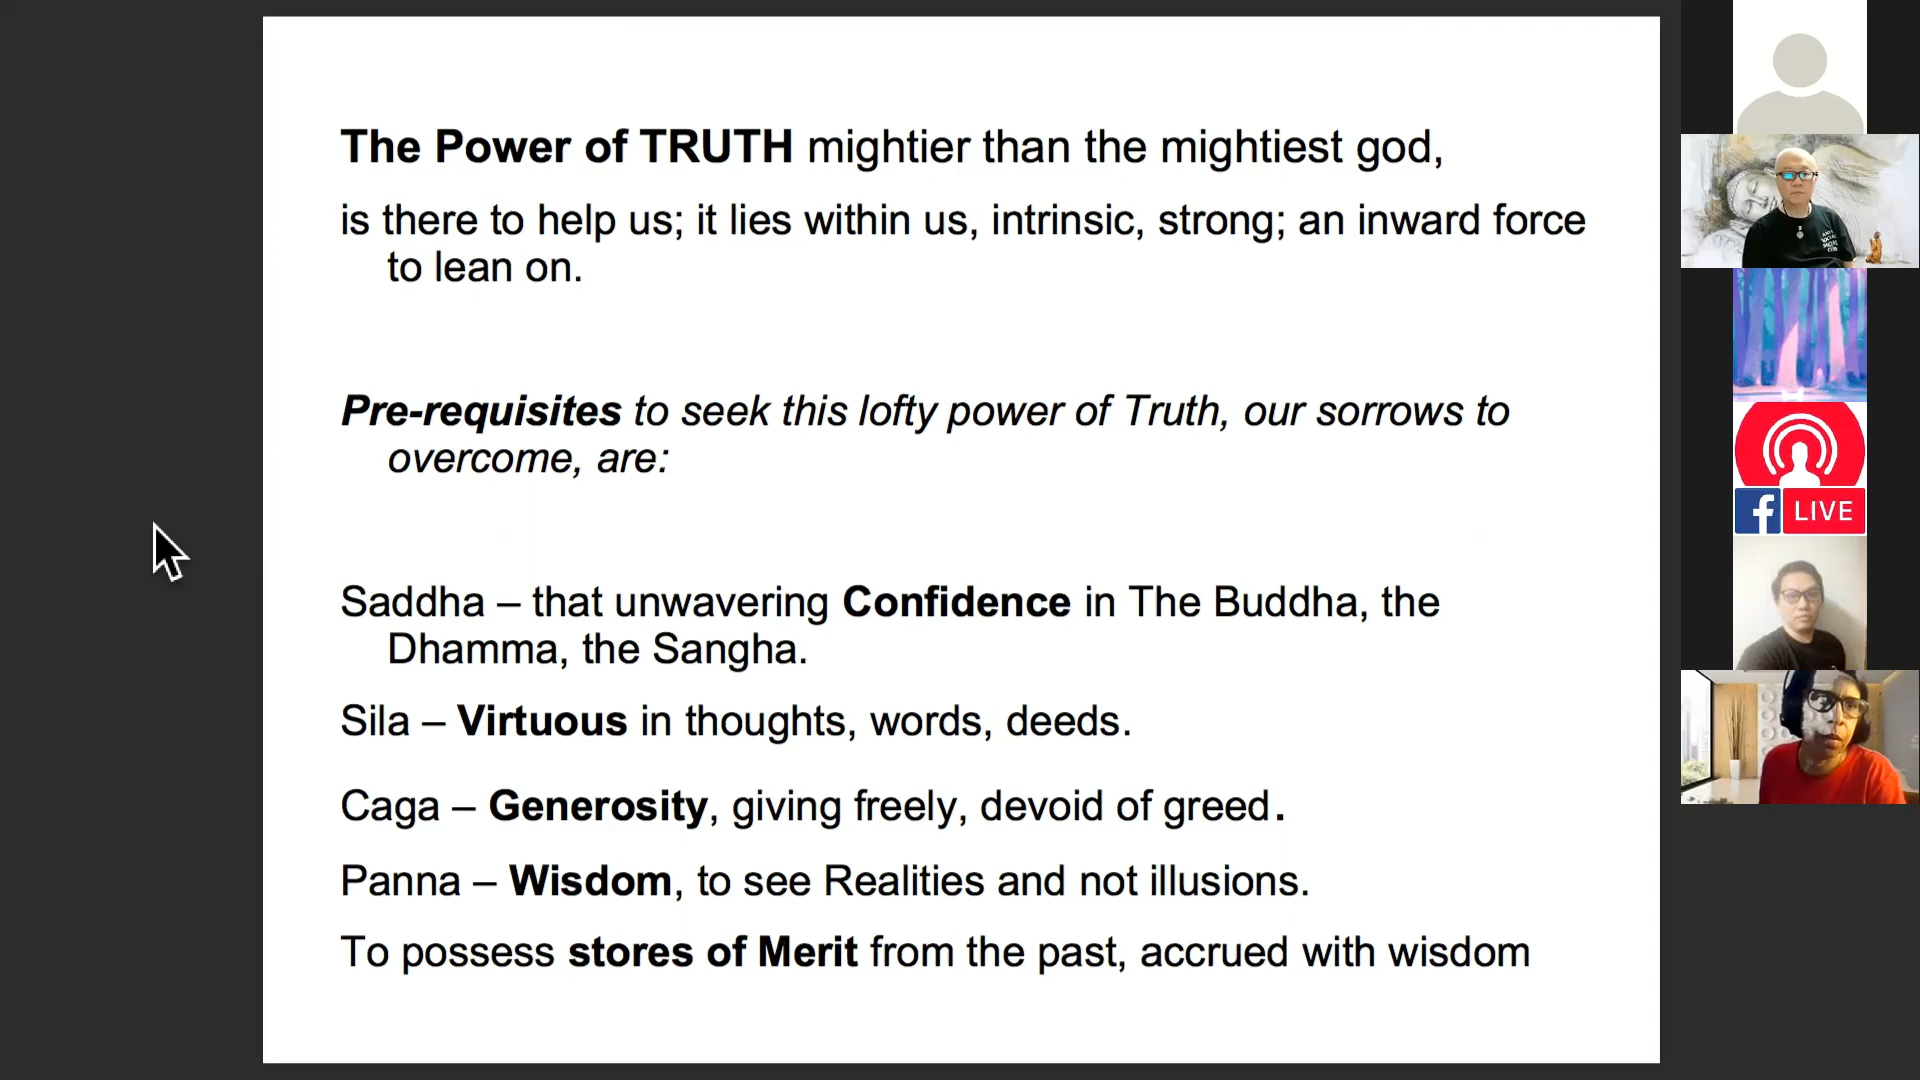 The Power of TRUTH mightier than the mightiest god,
is there to help us; it lies within us, intrinsic, strong; an inward force
to lean on.
Pre-requisites to seek this lofty power of Truth, our sorrows to
overcome, are:
Saddha – that unwavering Confidence in The Buddha, the
Dhamma, the Sangha.
Sila – Virtuous in thoughts, words, deeds.
Caga – Generosity, giving freely, devoid of greed.
Panna – Wisdom, to see Realities and not illusions.
To possess stores of Merit from the past, accrued with wisdom
ANTI
SOCIAL
SOCIAL
CLUB
f LIVE